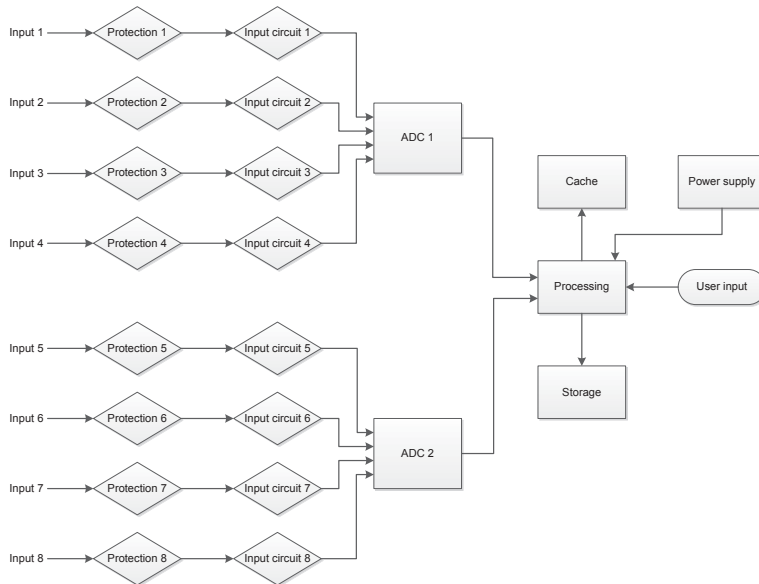 Input 1
Protection 1
Input circuit 1
Input 2
Protection 2
Input circuit 2
ADC 1
Input 3
Protection 3
Input circuit 3
Cache
Power supply
Input 4
Protection 4
Input circuit 4
Processing
User input
Input 5
Protection 5
Input circuit 5
Storage
Input 6
Protection 6
Input circuit 6
ADC 2
Input 7
Protection 7
Input circuit 7
Input 8
Protection 8
Input circuit 8